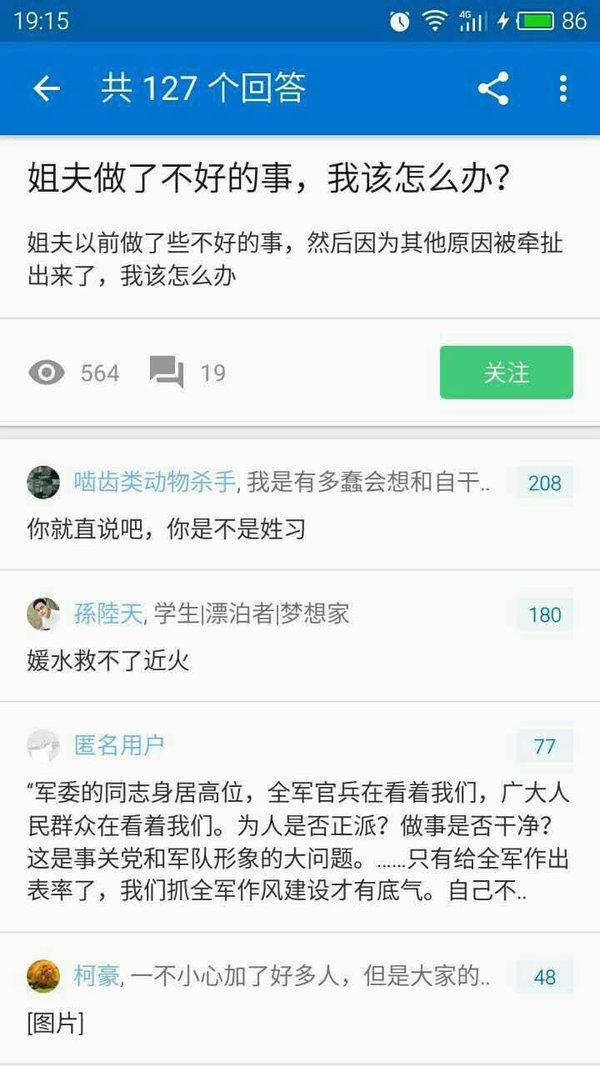 19:15
4G
86
共 127 个回答
姐夫做了不好的事，我该怎么办？
姐夫以前做了些不好的事，然后因为其他原因被牵扯
出来了，我该怎么办
564
19
关注
啮齿类动物杀手, 我是有多蠢会想和自干..
208
你就直说吧，你是不是姓习
孫陸天, 学生|漂泊者|梦想家
180
媛水救不了近火
匿名用户
77
“军委的同志身居高位，全军官兵在看着我们，广大人
民群众在看着我们。为人是否正派？做事是否干净？
这是事关党和军队形象的大问题。……只有给全军作出
表率了，我们抓全军作风建设才有底气。自己不..
柯豪, 一不小心加了好多人，但是大家的..
48
[图片]